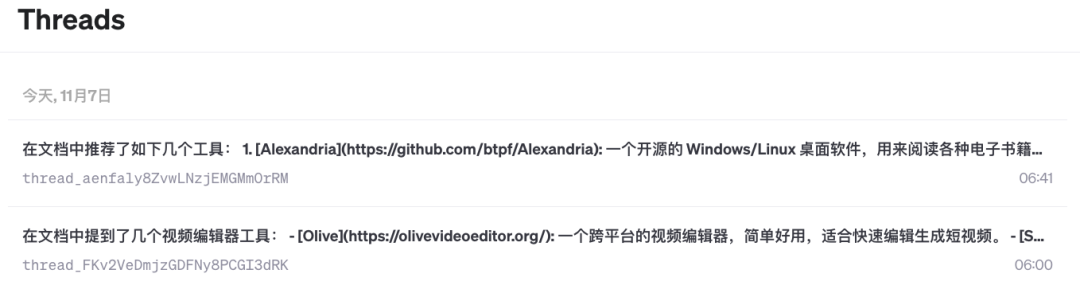 Threads
今天, 11月7日
在文档中推荐了如下几个工具： 1. [Alexandria](https://github.com/btpf/Alexandria): 一个开源的 Windows/Linux 桌面软件，用来阅读各种电子书籍...
thread_aenfaly8ZvwLNzjEMGMmOrRM
06:41
在文档中提到了几个视频编辑器工具： - [Olive](https://olivevideoeditor.org/): 一个跨平台的视频编辑器，简单好用，适合快速编辑生成短视频。 - [S...
thread_FKv2VeDmjzGDFNy8PCGI3dRK
06:00